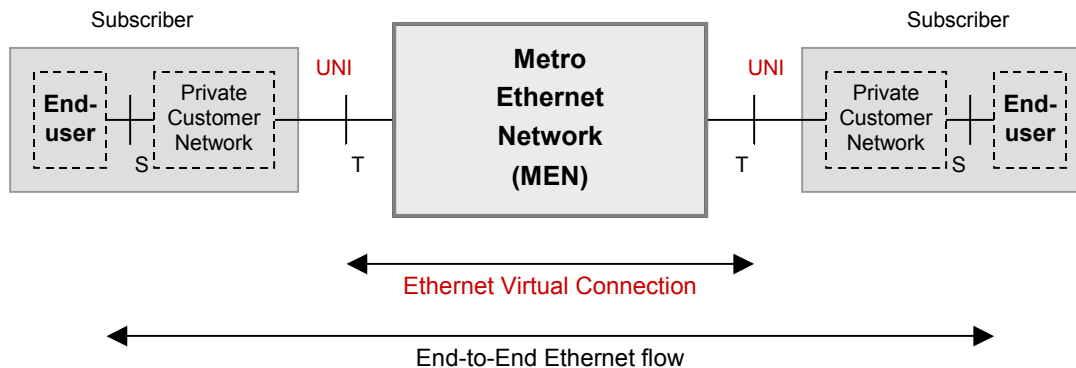 Subscriber
Subscriber
UNI
UNI
End-
user
S
Private
Customer
Network
T
Metro
Ethernet
Network
(MEN)
T
Private
Customer
Network
S
End-
user
Ethernet Virtual Connection
End-to-End Ethernet flow